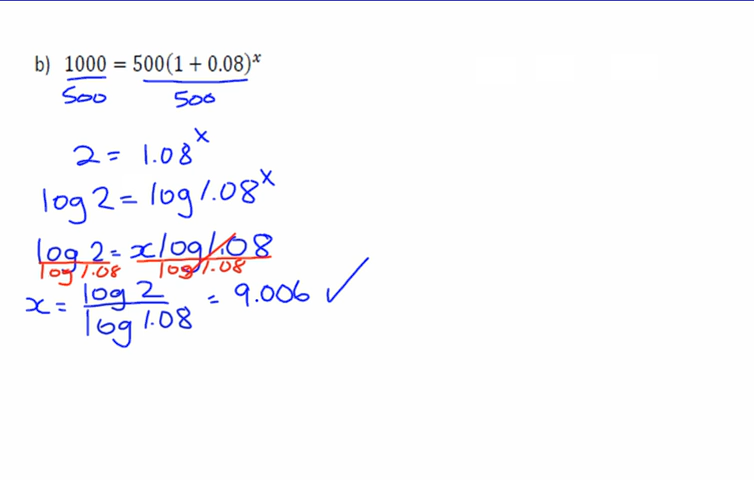 b) 1000 = 500(1 + 0.08)^x
500 500
2 = 1.08^x
log 2 = log 1.08^x
log 2 = x log 1.08
log 1.08 log 1.08
x = log 2 / log 1.08 = 9.006 ✓